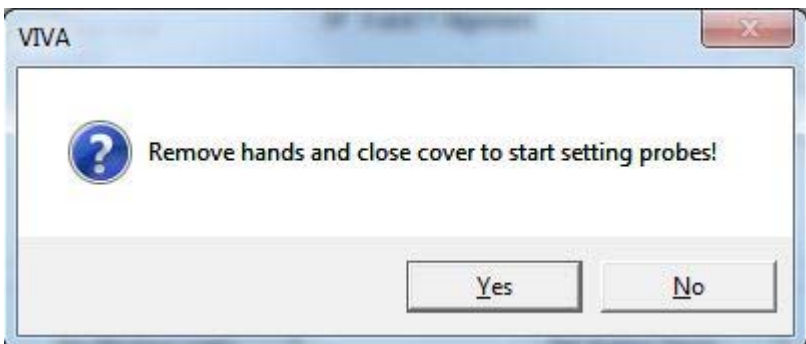 VIVA
Remove hands and close cover to start setting probes!
Yes
No